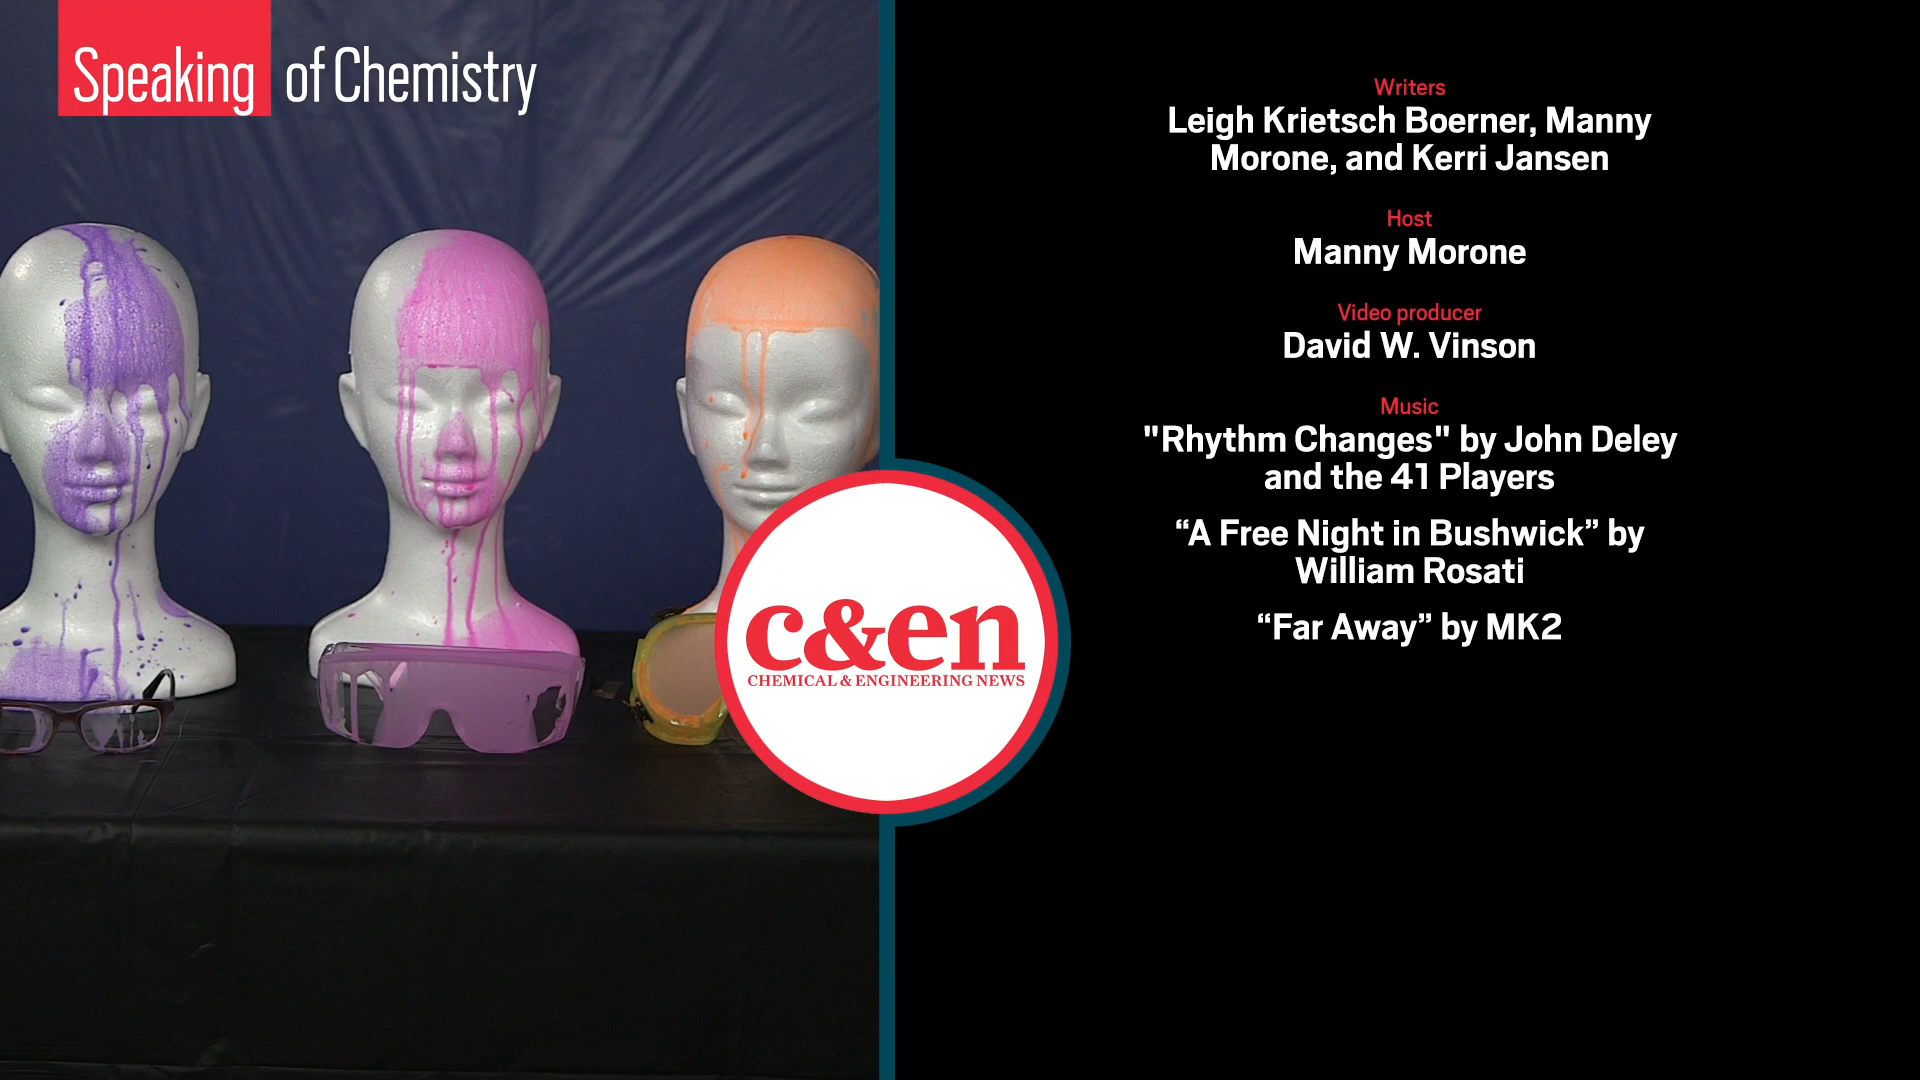 Speaking of Chemistry
Writers
Leigh Krietsch Boerner, Manny
Morone, and Kerri Jansen
Host
Manny Morone
Video producer
David W. Vinson
Music
"Rhythm Changes" by John Deley
and the 41 Players
“A Free Night in Bushwick” by
William Rosati
“Far Away” by MK2
c&en
CHEMICAL & ENGINEERING NEWS